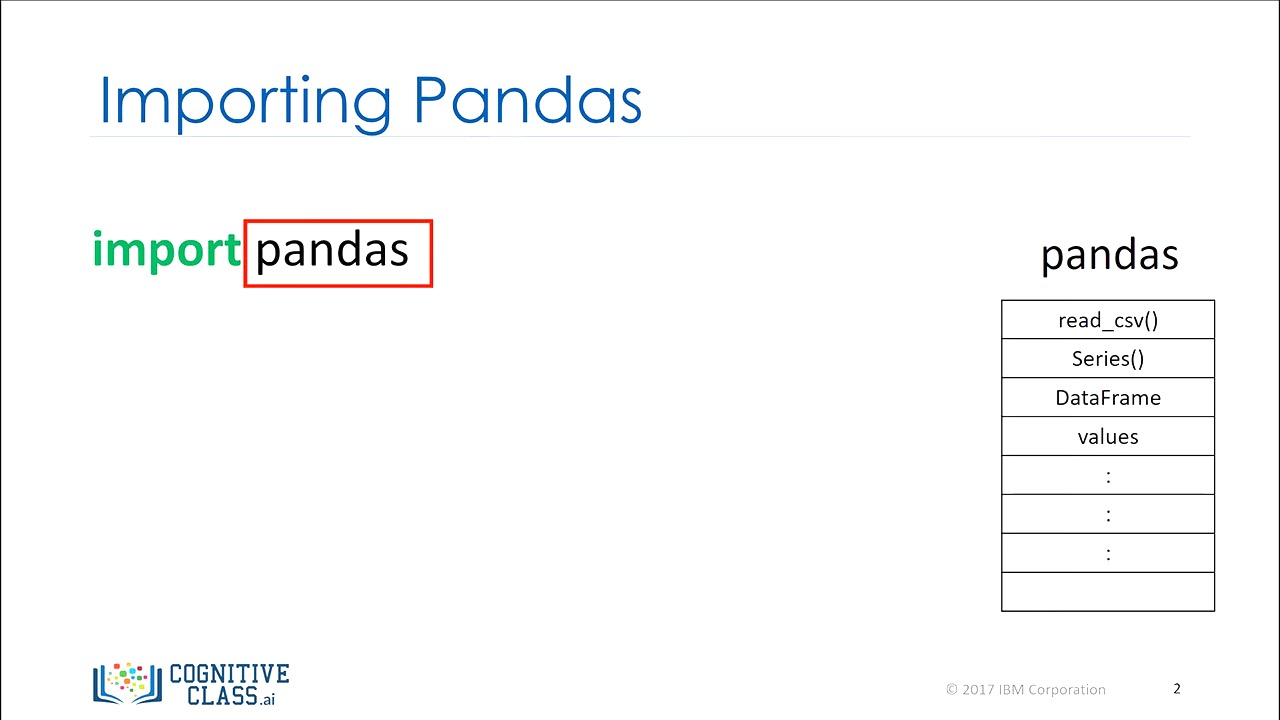 Importing Pandas
import pandas
pandas
read_csv()
Series()
DataFrame
values
:
:
:
COGNITIVE
CLASS.ai
© 2017 IBM Corporation
2